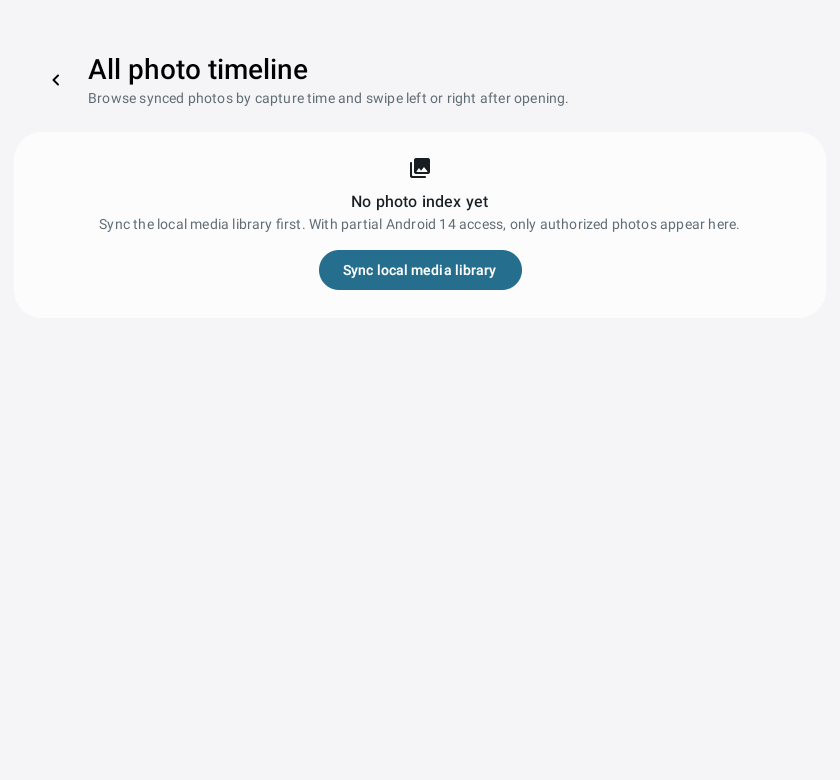 All photo timeline
Browse synced photos by capture time and swipe left or right after opening.
No photo index yet
Sync the local media library first. With partial Android 14 access, only authorized photos appear here.
Sync local media library